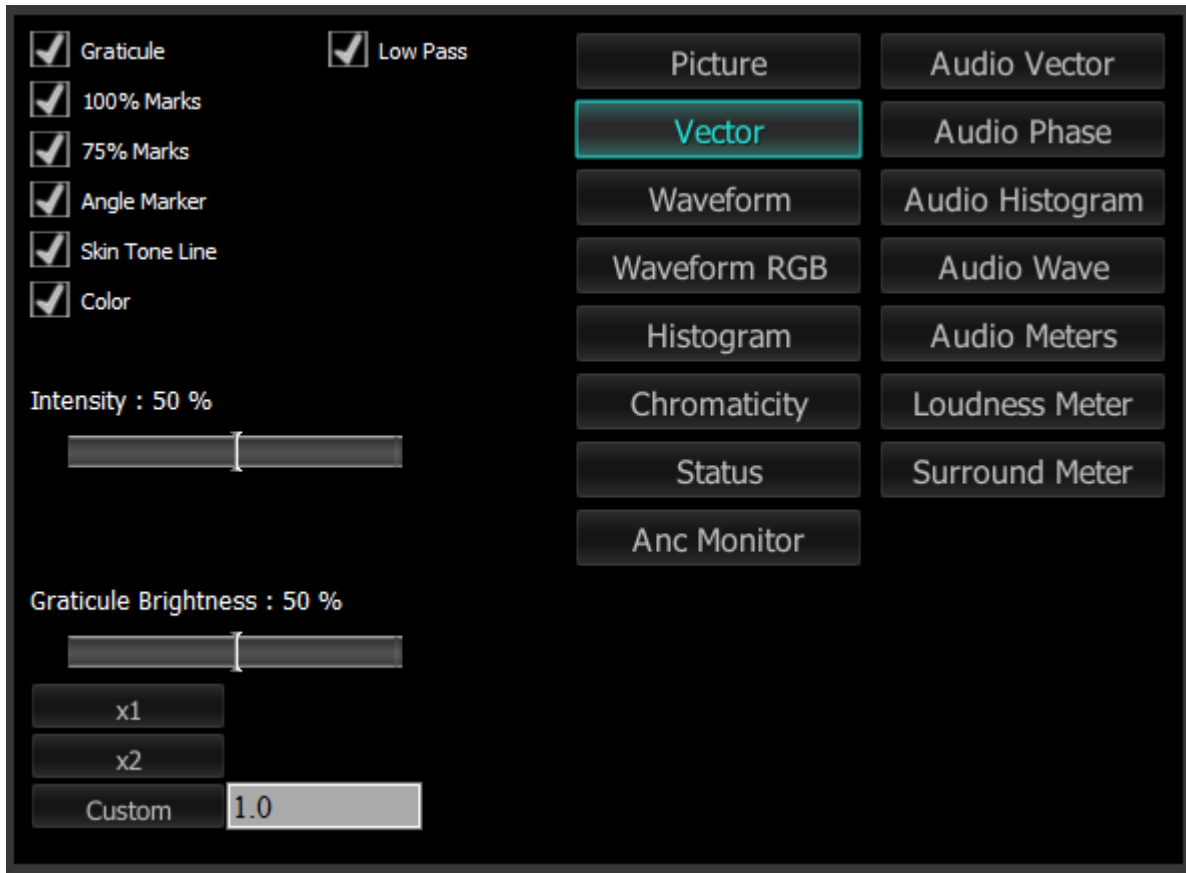 Graticule
Low Pass
100% Marks
75% Marks
Angle Marker
Skin Tone Line
Color
Intensity : 50 %
Graticule Brightness : 50 %
x1
x2
Custom
1.0
Picture
Vector
Waveform
Waveform RGB
Histogram
Chromaticity
Status
Anc Monitor
Audio Vector
Audio Phase
Audio Histogram
Audio Wave
Audio Meters
Loudness Meter
Surround Meter